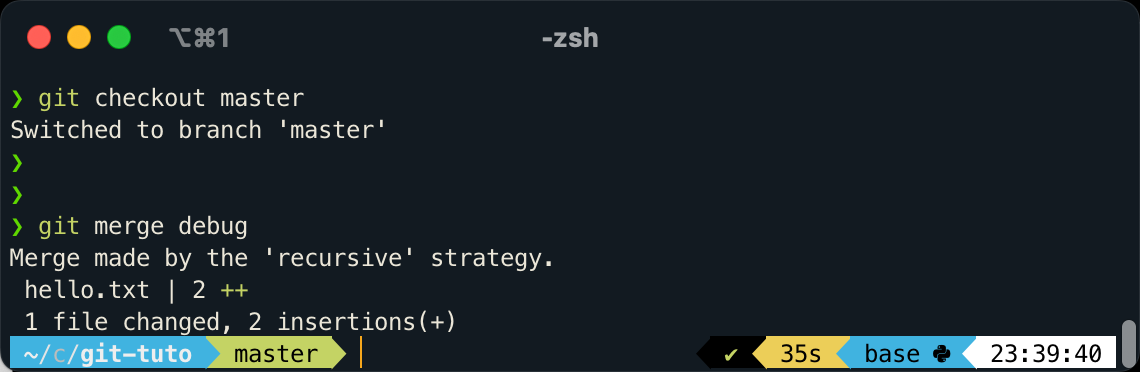 ⌥⌘1 -zsh
❯ git checkout master
Switched to branch 'master'
❯
❯
❯ git merge debug
Merge made by the 'recursive' strategy.
hello.txt | 2 ++
1 file changed, 2 insertions(+)
~/c/git-tuto master ✔ 35s base 23:39:40